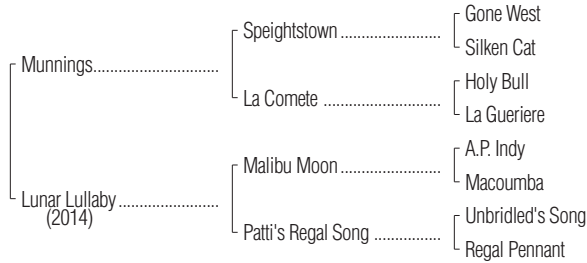 Gone West
Speightstown
Silken Cat
Munnings
Holy Bull
La Comete
La Gueriere
A.P. Indy
Malibu Moon
Macoumba
Lunar Lullaby
(2014)
Unbridled's Song
Patti's Regal Song
Regal Pennant